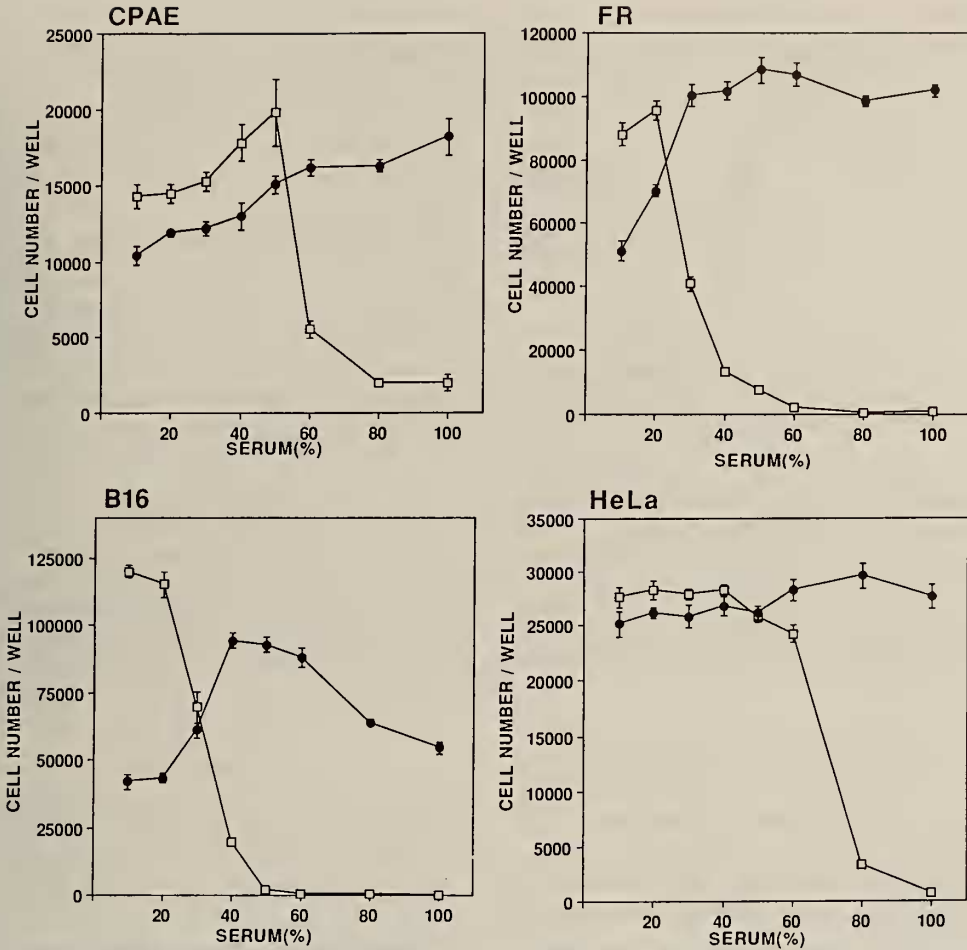 CPAE
25000
20000
15000
10000
5000
0
CELL NUMBER / WELL
20 40 60 80 100
SERUM(%)
FR
120000
100000
80000
60000
40000
20000
0
CELL NUMBER / WELL
20 40 60 80 100
SERUM(%)
B16
125000
100000
75000
50000
25000
0
CELL NUMBER / WELL
20 40 60 80 100
SERUM(%)
HeLa
35000
30000
25000
20000
15000
10000
5000
0
CELL NUMBER / WELL
20 40 60 80 100
SERUM(%)